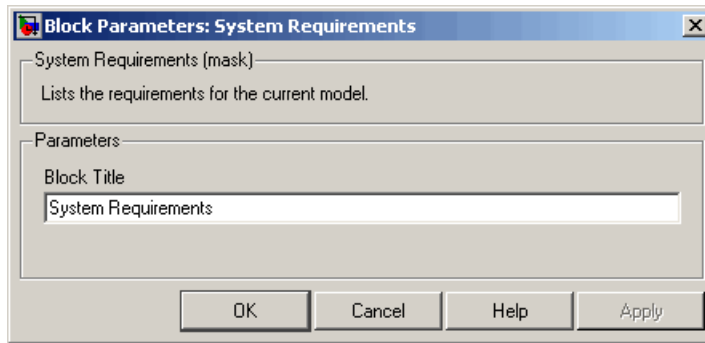 Block Parameters: System Requirements
System Requirements (mask)
Lists the requirements for the current model.
Parameters
Block Title
System Requirements
OK Cancel Help Apply